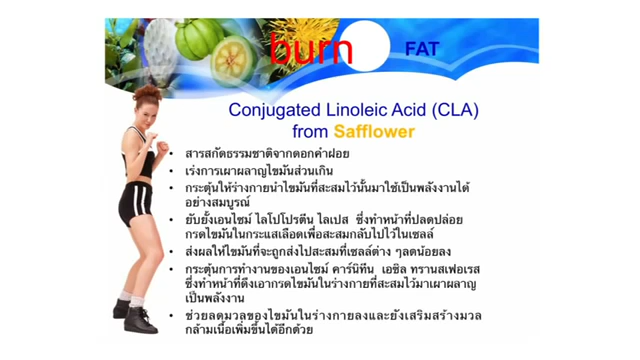 burn FAT
Conjugated Linoleic Acid (CLA)
from Safflower
• สารสกัดธรรมชาติจากดอกคำฝอย
• เร่งการเผาผลาญไขมันส่วนเกิน
• กระตุ้นให้ร่างกายนำไขมันที่สะสมไว้นั้นมาใช้เป็นพลังงานได้
อย่างสมบูรณ์
• ยับยั้งเอนไซม์ ไลโปโปรตีน ไลเปส ซึ่งทำหน้าที่ปลดปล่อย
กรดไขมันในกระแสเลือดเพื่อสะสมกลับไปไว้ในเซลล์
• ส่งผลให้ไขมันที่จะถูกส่งไปสะสมที่เซลล์ต่าง ๆลดน้อยลง
• กระตุ้นการทำงานของเอนไซม์ คาร์นิทีน เอซิล ทรานสเฟอเรส
ซึ่งทำหน้าที่ดึงเอากรดไขมันในร่างกายที่สะสมไว้มาเผาผลาญ
เป็นพลังงาน
• ช่วยลดมวลของไขมันในร่างกายลงและยังเสริมสร้างมวล
กล้ามเนื้อเพิ่มขึ้นได้อีกด้วย